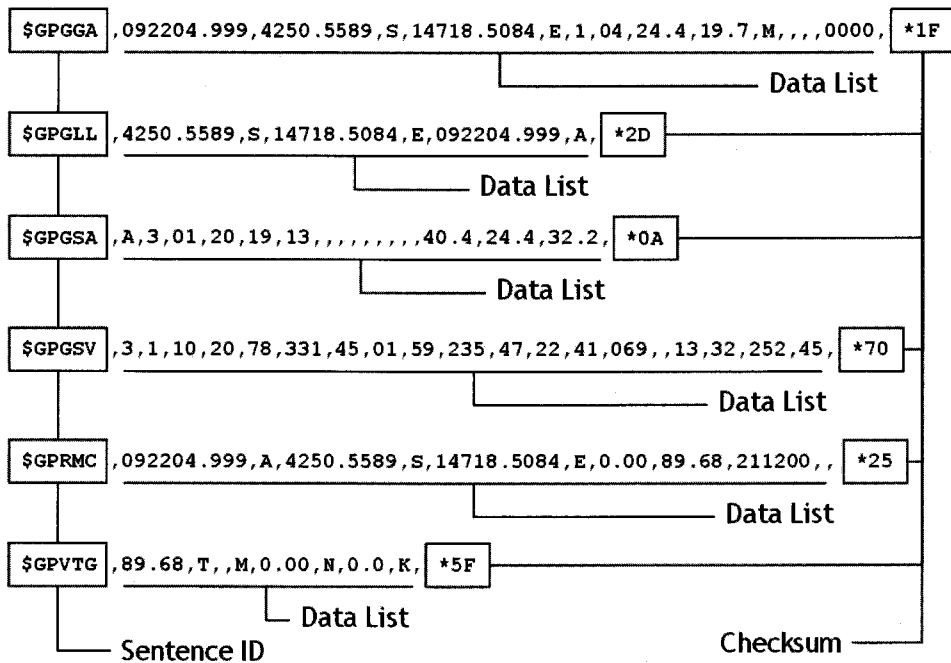 $GPGGA ,092204.999,4250.5589,S,14718.5084,E,1,04,24.4,19.7,M,,,,0000, *1F
Data List
$GPGLL ,4250.5589,S,14718.5084,E,092204.999,A, *2D
Data List
$GPGSA ,A,3,01,20,19,13,,,,,,,,,40.4,24.4,32.2, *0A
Data List
$GPGSV ,3,1,10,20,78,331,45,01,59,235,47,22,41,069,,13,32,252,45, *70
Data List
$GPRMC ,092204.999,A,4250.5589,S,14718.5084,E,0.00,89.68,211200,, *25
Data List
$GPVTG ,89.68,T,,M,0.00,N,0.0,K, *5F
Data List
Sentence ID
Checksum